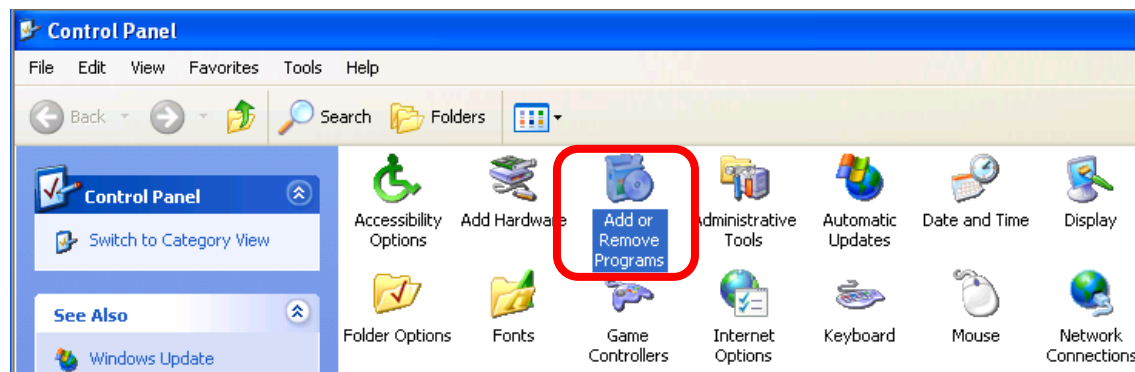 Control Panel
File Edit View Favorites Tools Help
Back Search Folders
Control Panel
Switch to Category View
See Also
Windows Update
Accessibility
Options
Add Hardware
Add or
Remove
Programs
Administrative
Tools
Automatic
Updates
Date and Time
Display
Folder Options
Fonts
Game
Controllers
Internet
Options
Keyboard
Mouse
Network
Connections